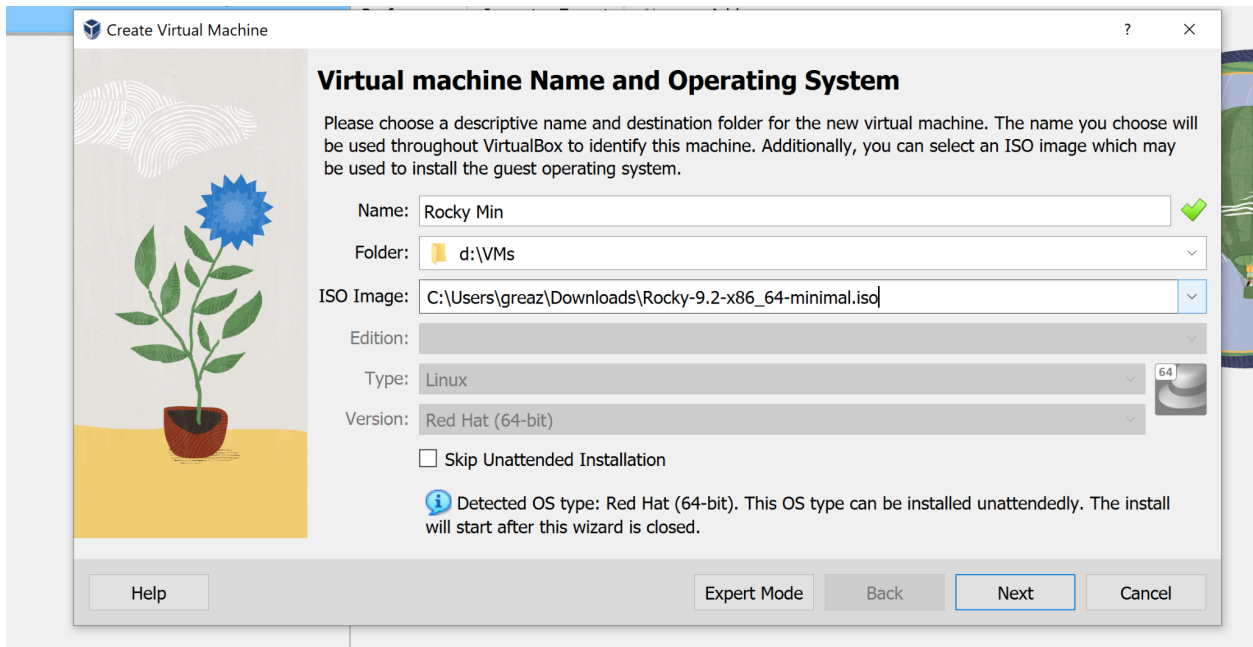 Create Virtual Machine
?
Virtual machine Name and Operating System
Please choose a descriptive name and destination folder for the new virtual machine. The name you choose will
be used throughout VirtualBox to identify this machine. Additionally, you can select an ISO image which may
be used to install the guest operating system.
Name: Rocky Min
Folder: d:\VMs
ISO Image: C:\Users\greaz\Downloads\Rocky-9.2-x86_64-minimal.iso
Edition:
Type: Linux
64
Version: Red Hat (64-bit)
Skip Unattended Installation
Detected OS type: Red Hat (64-bit). This OS type can be installed unattendedly. The install
will start after this wizard is closed.
Help
Expert Mode
Back
Next
Cancel